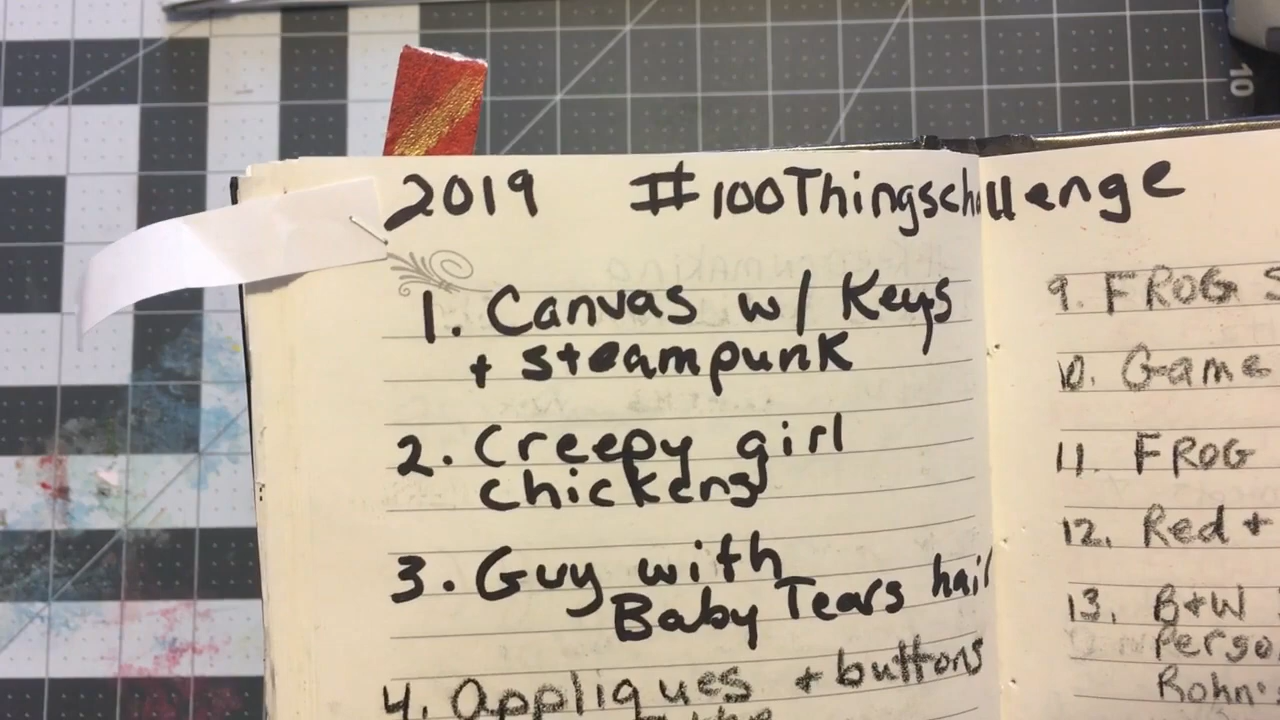 2019 #100Thingschallenge
1. Canvas w/ Keys
+ steampunk
2. Creepy girl
chickens
3. Guy with
Baby Tears hair
4. Appliques + buttons
9. FROG
10. Game
11. FROG
12. Red +
13. B+W
Pergo
Rohn
10